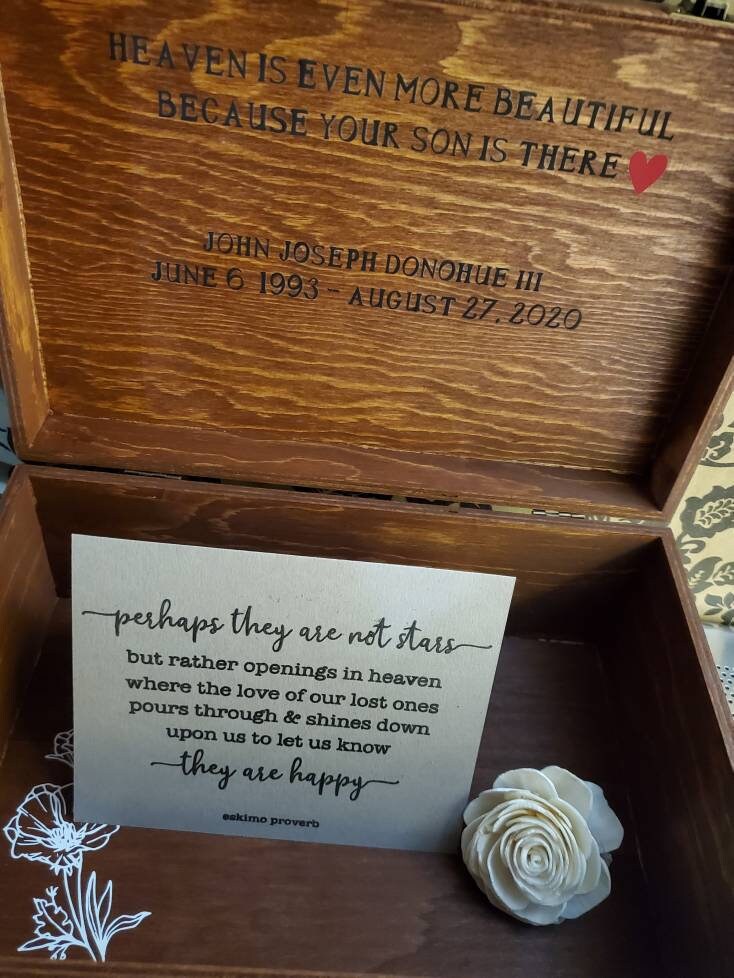 HEAVEN IS EVEN MORE BEAUTIFUL
BECAUSE YOUR SON IS THERE
JOHN JOSEPH DONOHUE III
JUNE 6 1993 - AUGUST 27, 2020
perhaps they are not stars
but rather openings in heaven
where the love of our lost ones
pours through & shines down
upon us to let us know
they are happy
eskimo proverb